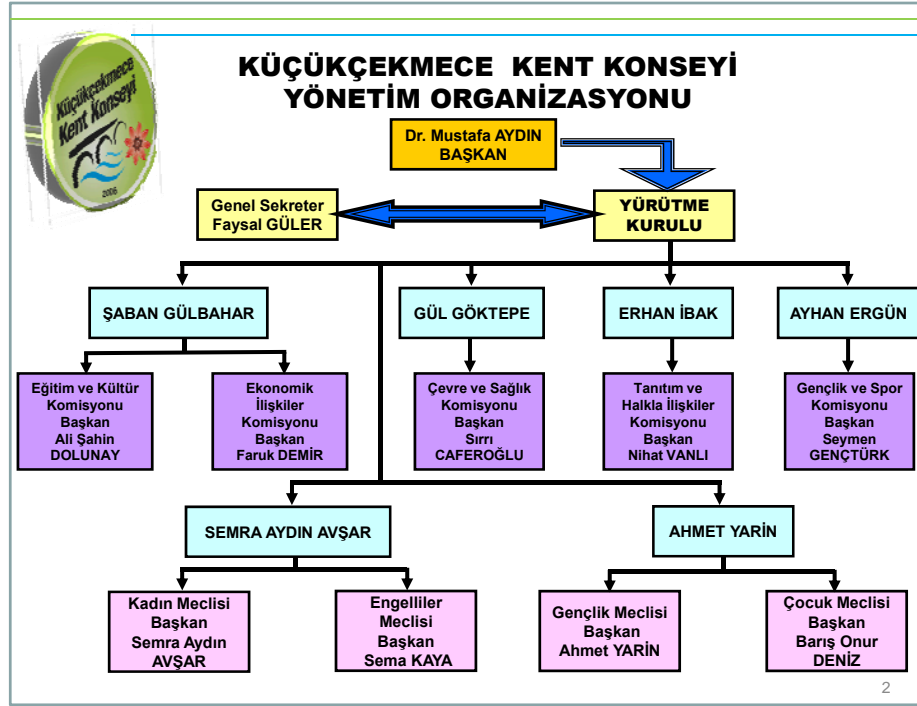 Küçükçekmece
Kent Konseyi
2006
KÜÇÜKÇEKMECE KENT KONSEYİ
YÖNETİM ORGANİZASYONU
Dr. Mustafa AYDIN
BAŞKAN
Genel Sekreter
Faysal GÜLER
YÜRÜTME
KURULU
ŞABAN GÜLBAHAR
GÜL GÖKTEPE
ERHAN İBAK
AYHAN ERGÜN
Eğitim ve Kültür
Komisyonu
Başkan
Ali Şahin
DOLUNAY
Ekonomik
İlişkiler
Komisyonu
Başkan
Faruk DEMİR
Çevre ve Sağlık
Komisyonu
Başkan
Sırrı
CAFEROĞLU
Tanıtım ve
Halkla İlişkiler
Komisyonu
Başkan
Nihat VANLI
Gençlik ve Spor
Komisyonu
Başkan
Seymen
GENÇTÜRK
SEMRA AYDIN AVŞAR
AHMET YARİN
Kadın Meclisi
Başkan
Semra Aydın
AVŞAR
Engelliler
Meclisi
Başkan
Sema KAYA
Gençlik Meclisi
Başkan
Ahmet YARİN
Çocuk Meclisi
Başkan
Barış Onur
DENİZ
2